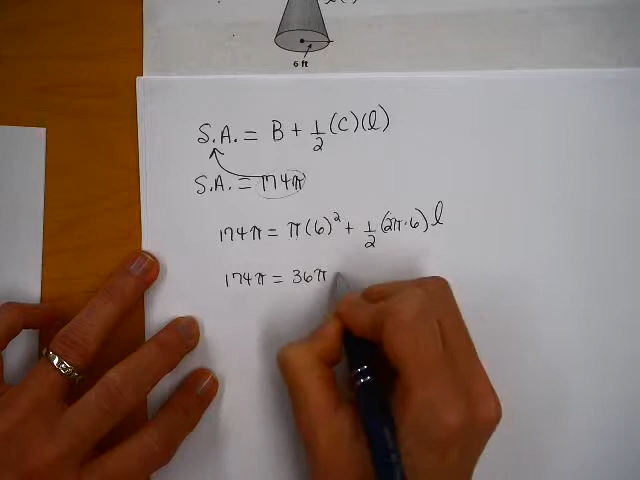 6 ft
S.A. = B + 1/2 (C)(l)
S.A. = 174π
174π = π(6)² + 1/2 (2π·6) l
174π = 36π